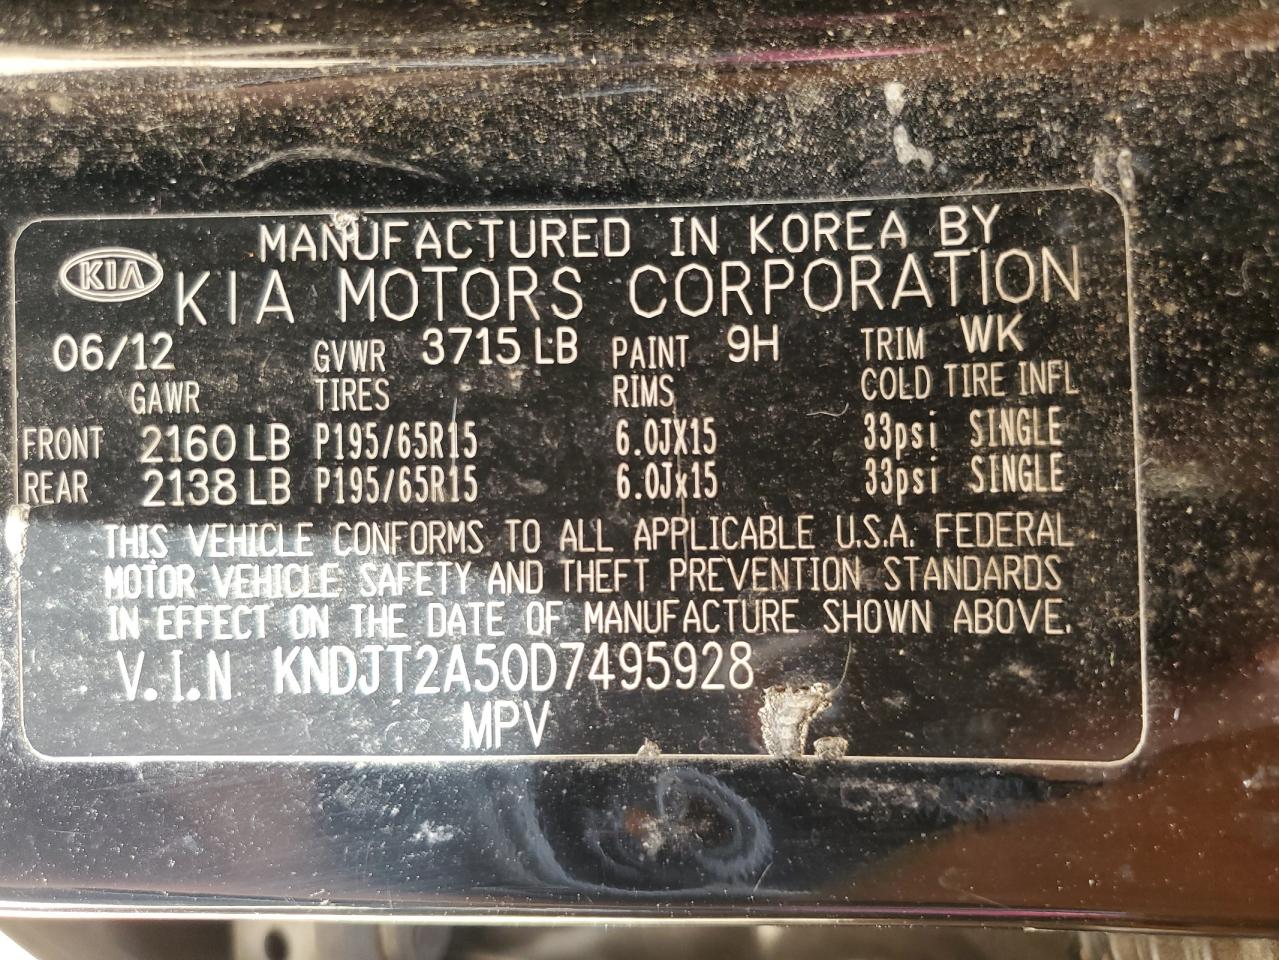 MANUFACTURED IN KOREA BY
KIA KIA MOTORS CORPORATION
06/12 GVWR 3715 LB PAINT 9H TRIM WK
GAWR TIRES RIMS COLD TIRE INFL
FRONT 2160 LB P195/65R15 6.0JX15 33psi SINGLE
REAR 2138 LB P195/65R15 6.0Jx15 33psi SINGLE
THIS VEHICLE CONFORMS TO ALL APPLICABLE U.S.A. FEDERAL
MOTOR VEHICLE SAFETY AND THEFT PREVENTION STANDARDS
IN EFFECT ON THE DATE OF MANUFACTURE SHOWN ABOVE.
V.I.N KNDJT2A50D7495928
MPV